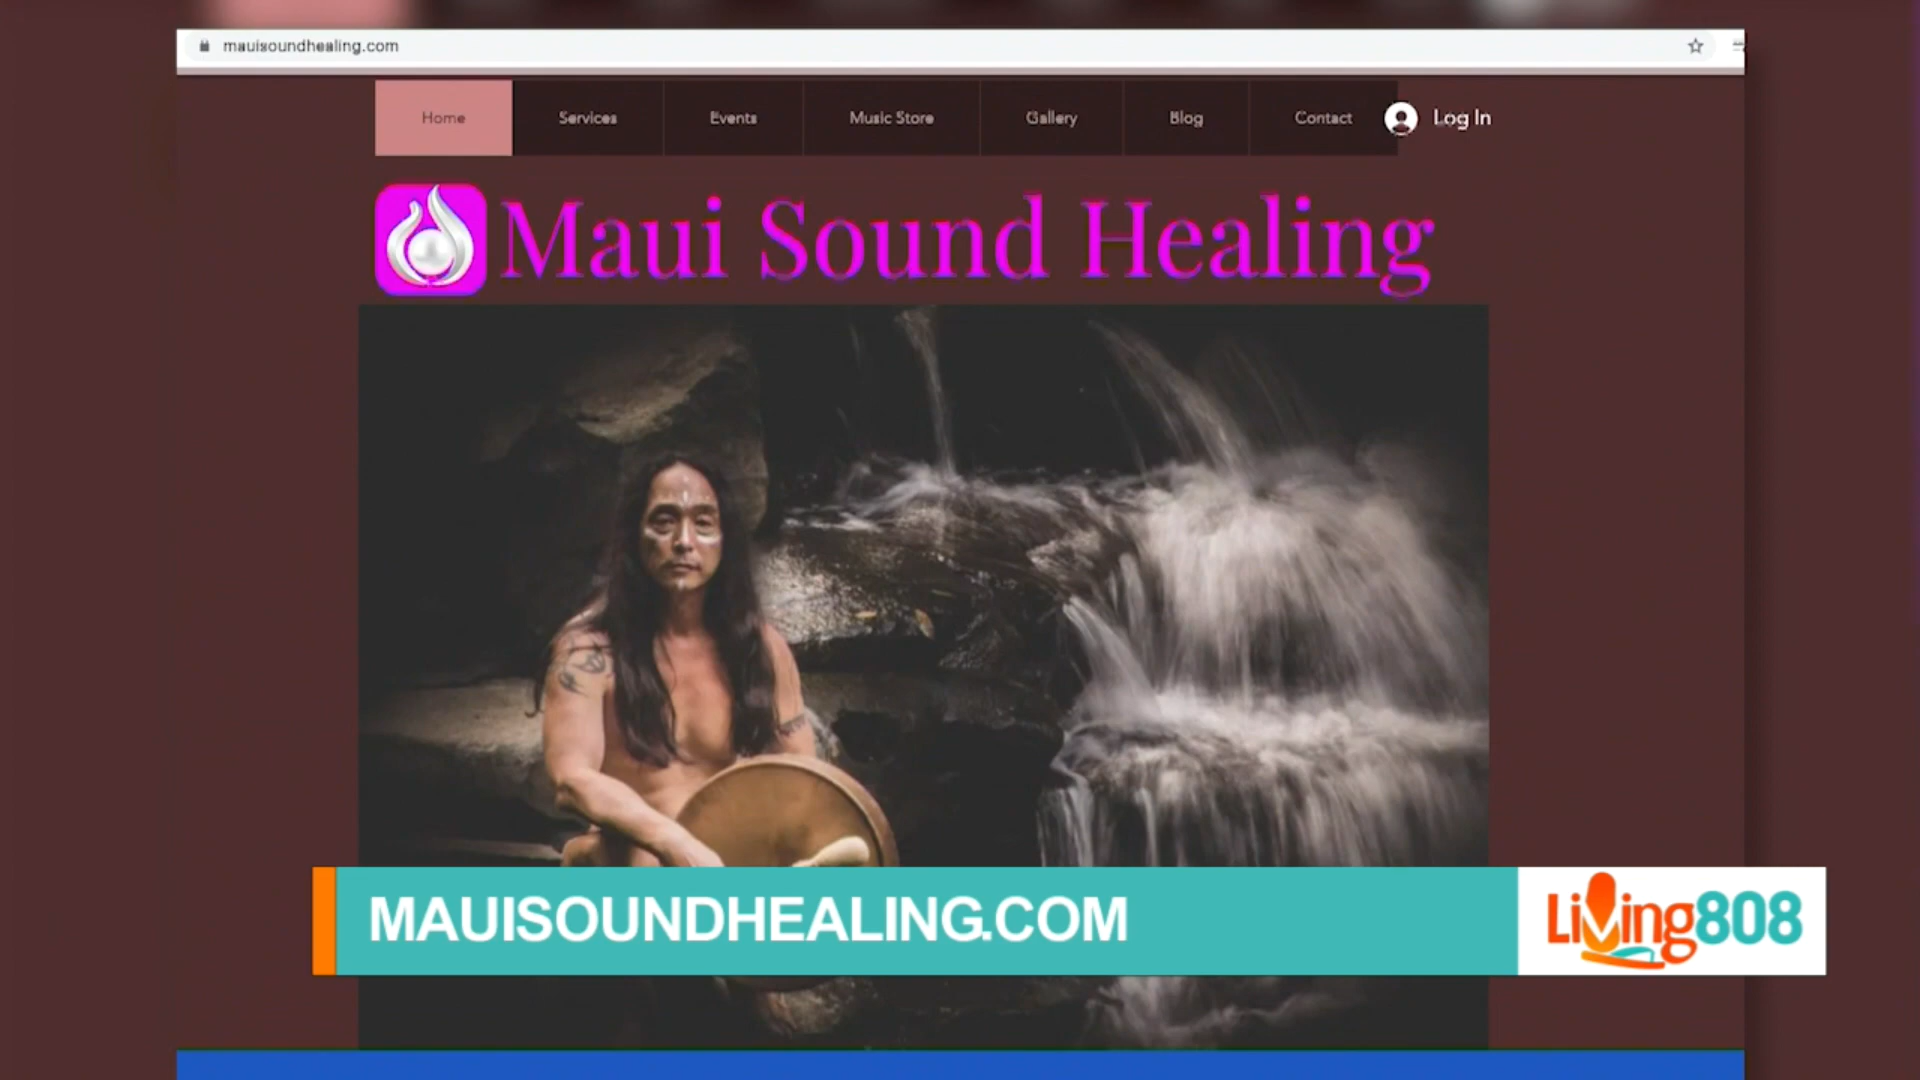 mauisoundhealing.com
Home Services Events Music Store Gallery Blog Contact Log In
Maui Sound Healing
MAUISOUNDHEALING.COM
Living808